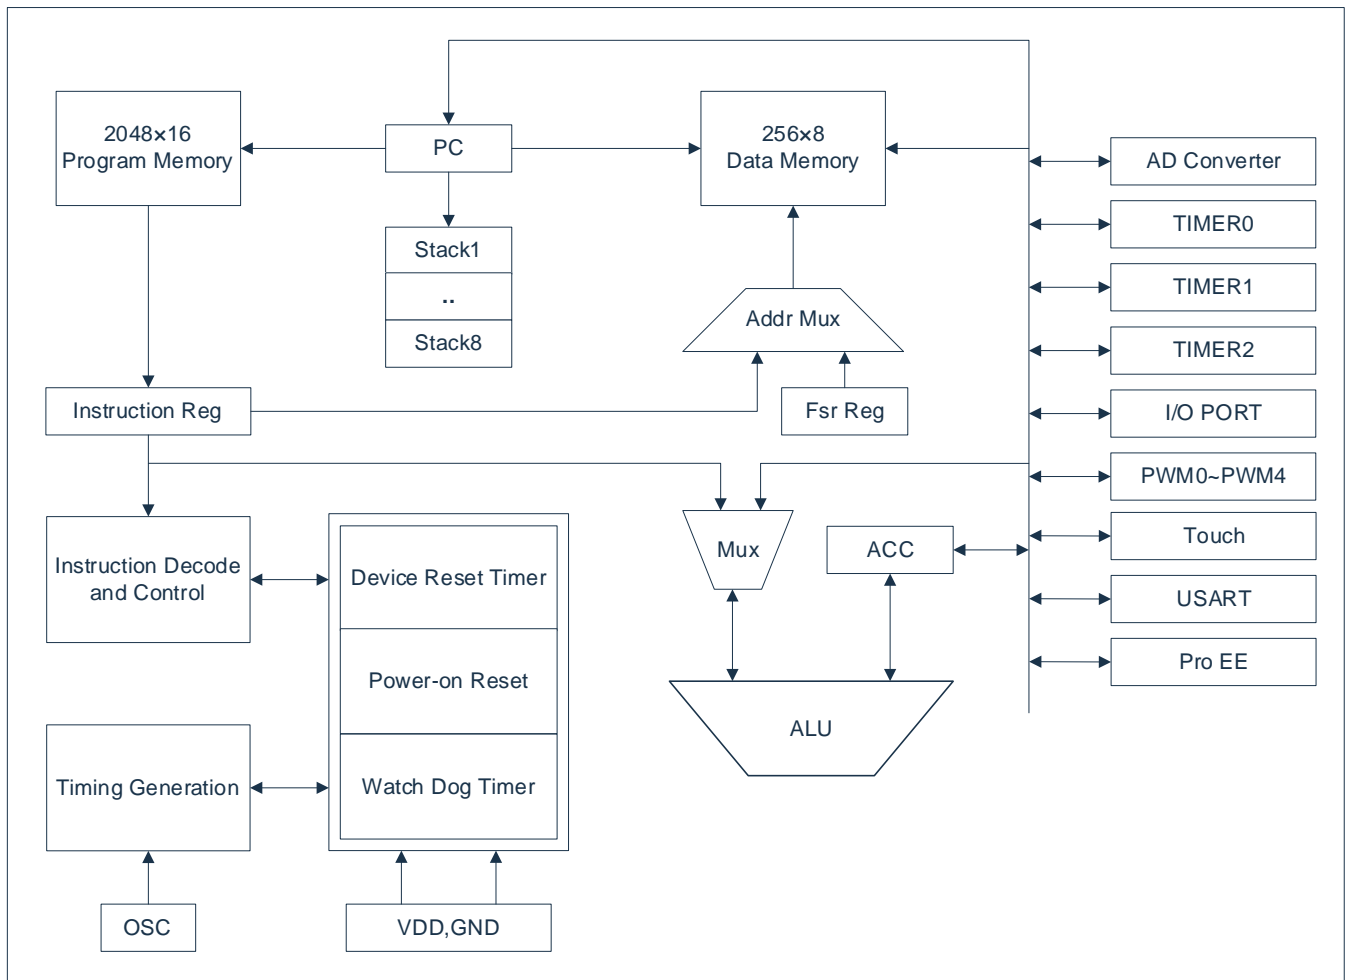 2048×16
Program Memory
PC
256×8
Data Memory
AD Converter
TIMER0
Stack1
..
Stack8
TIMER1
Addr Mux
TIMER2
Instruction Reg
Fsr Reg
I/O PORT
PWM0~PWM4
Instruction Decode
and Control
Device Reset Timer
Mux
ACC
Touch
USART
Power-on Reset
Pro EE
ALU
Timing Generation
Watch Dog Timer
OSC
VDD,GND